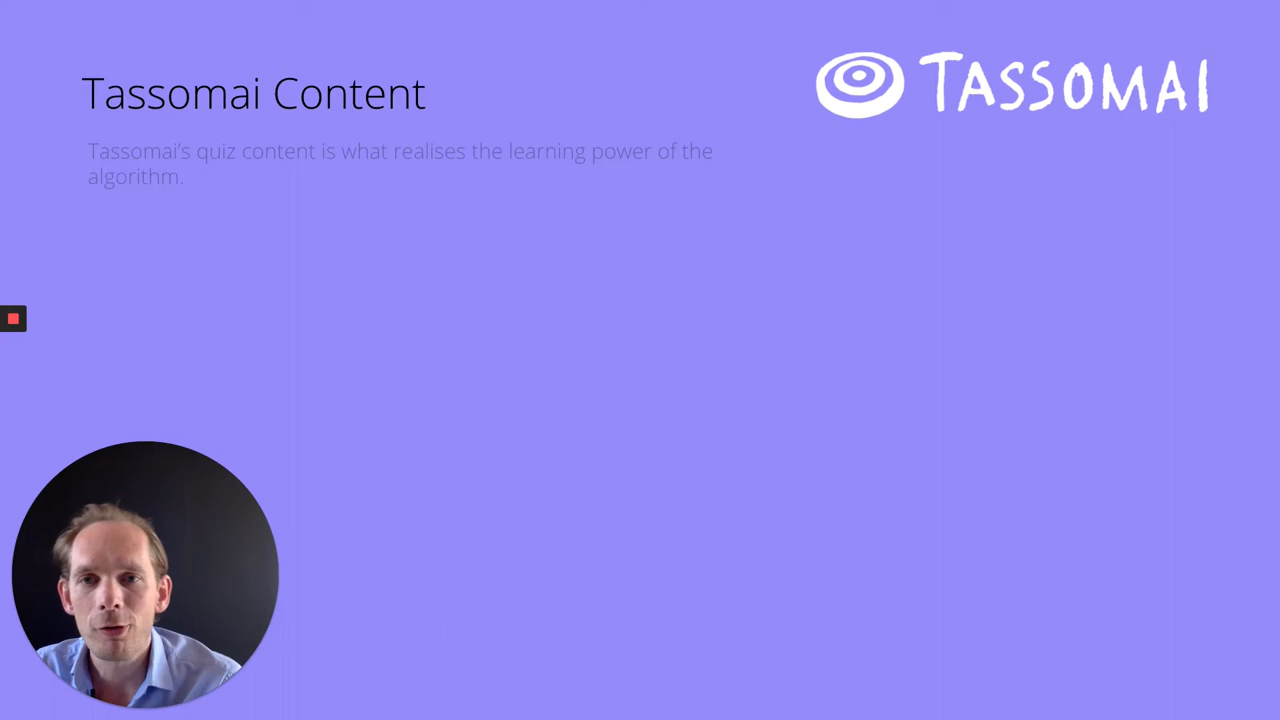 Tassomai Content
TASSOMAI
Tassomai's quiz content is what realises the learning power of the
algorithm.